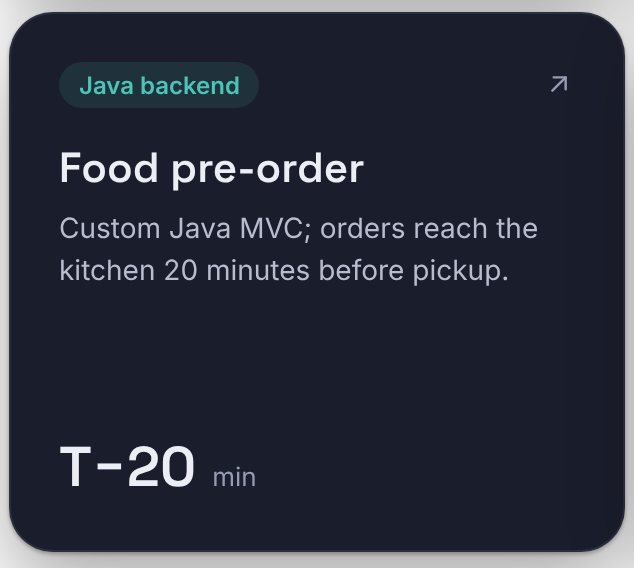 Java backend
Food pre-order
Custom Java MVC; orders reach the
kitchen 20 minutes before pickup.
T−20 min